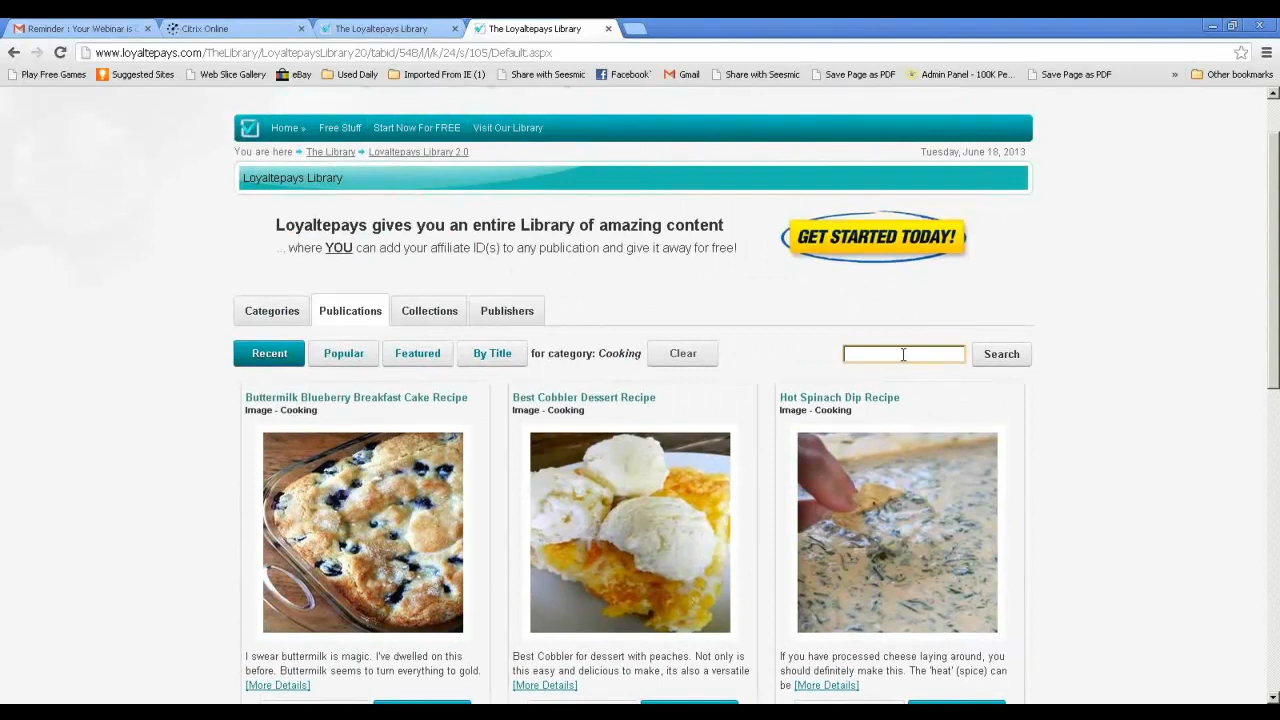 Reminder : Your Webinar is
Citrix Online
The Loyaltepays Library
The Loyaltepays Library
www.loyaltepays.com/TheLibrary/LoyaltepaysLibrary20/tabid/548/l/l/k/24/s/105/Default.aspx
Play Free Games
Suggested Sites
Web Slice Gallery
eBay
Used Daily
Imported From IE (1)
Share with Seesmic
Facebook
Gmail
Share with Seesmic
Save Page as PDF
Admin Panel - 100K Pe...
Save Page as PDF
»
Other bookmarks
Home »
Free Stuff
Start Now For FREE
Visit Our Library
You are here
The Library
Loyaltepays Library 2.0
Tuesday, June 18, 2013
Loyaltepays Library
Loyaltepays gives you an entire Library of amazing content
... where YOU can add your affiliate ID(s) to any publication and give it away for free!
GET STARTED TODAY!
Categories
Publications
Collections
Publishers
Recent
Popular
Featured
By Title
for category: Cooking
Clear
Search
Buttermilk Blueberry Breakfast Cake Recipe
Image - Cooking
I swear buttermilk is magic. I've dwelled on this
before. Buttermilk seems to turn everything to gold.
[More Details]
Best Cobbler Dessert Recipe
Image - Cooking
Best Cobbler for dessert with peaches. Not only is
this easy and delicious to make, its also a versatile
[More Details]
Hot Spinach Dip Recipe
Image - Cooking
If you have processed cheese laying around, you
should definitely make this. The 'heat' (spice) can
be [More Details]